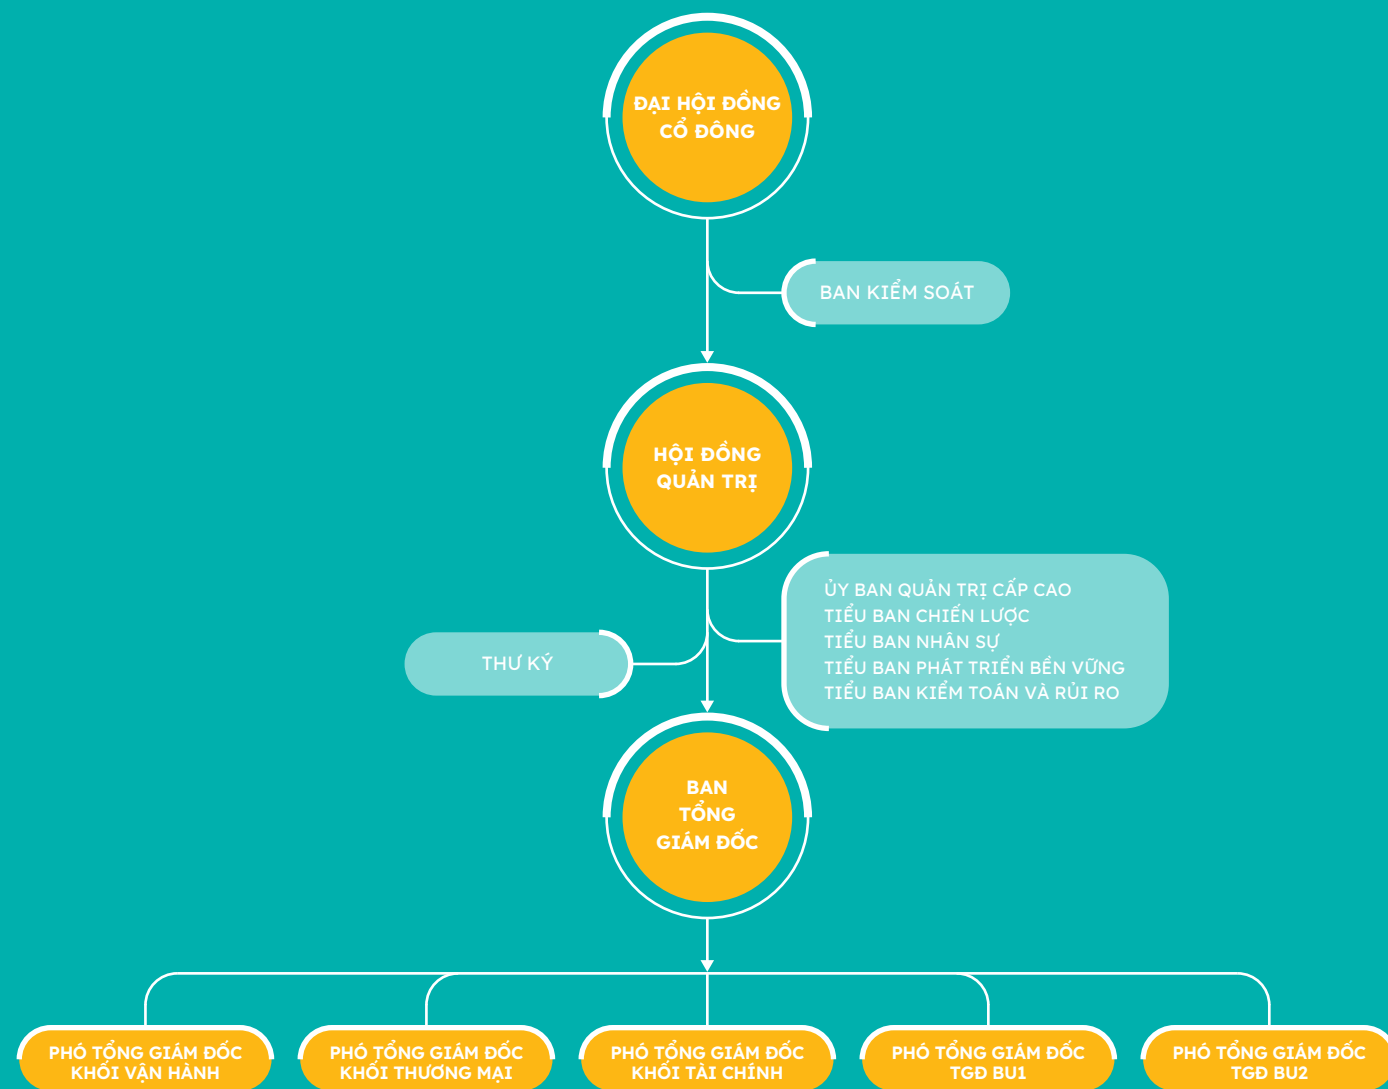 ĐẠI HỘI ĐỒNG
CỔ ĐÔNG
BAN KIỂM SOÁT
HỘI ĐỒNG
QUẢN TRỊ
ỦY BAN QUẢN TRỊ CẤP CAO
TIỂU BAN CHIẾN LƯỢC
TIỂU BAN NHÂN SỰ
TIỂU BAN PHÁT TRIỂN BỀN VỮNG
TIỂU BAN KIỂM TOÁN VÀ RỦI RO
THƯ KÝ
BAN
TỔNG
GIÁM ĐỐC
PHÓ TỔNG GIÁM ĐỐC
KHỐI VẬN HÀNH
PHÓ TỔNG GIÁM ĐỐC
KHỐI THƯƠNG MẠI
PHÓ TỔNG GIÁM ĐỐC
KHỐI TÀI CHÍNH
PHÓ TỔNG GIÁM ĐỐC
TGĐ BU1
PHÓ TỔNG GIÁM ĐỐC
TGĐ BU2